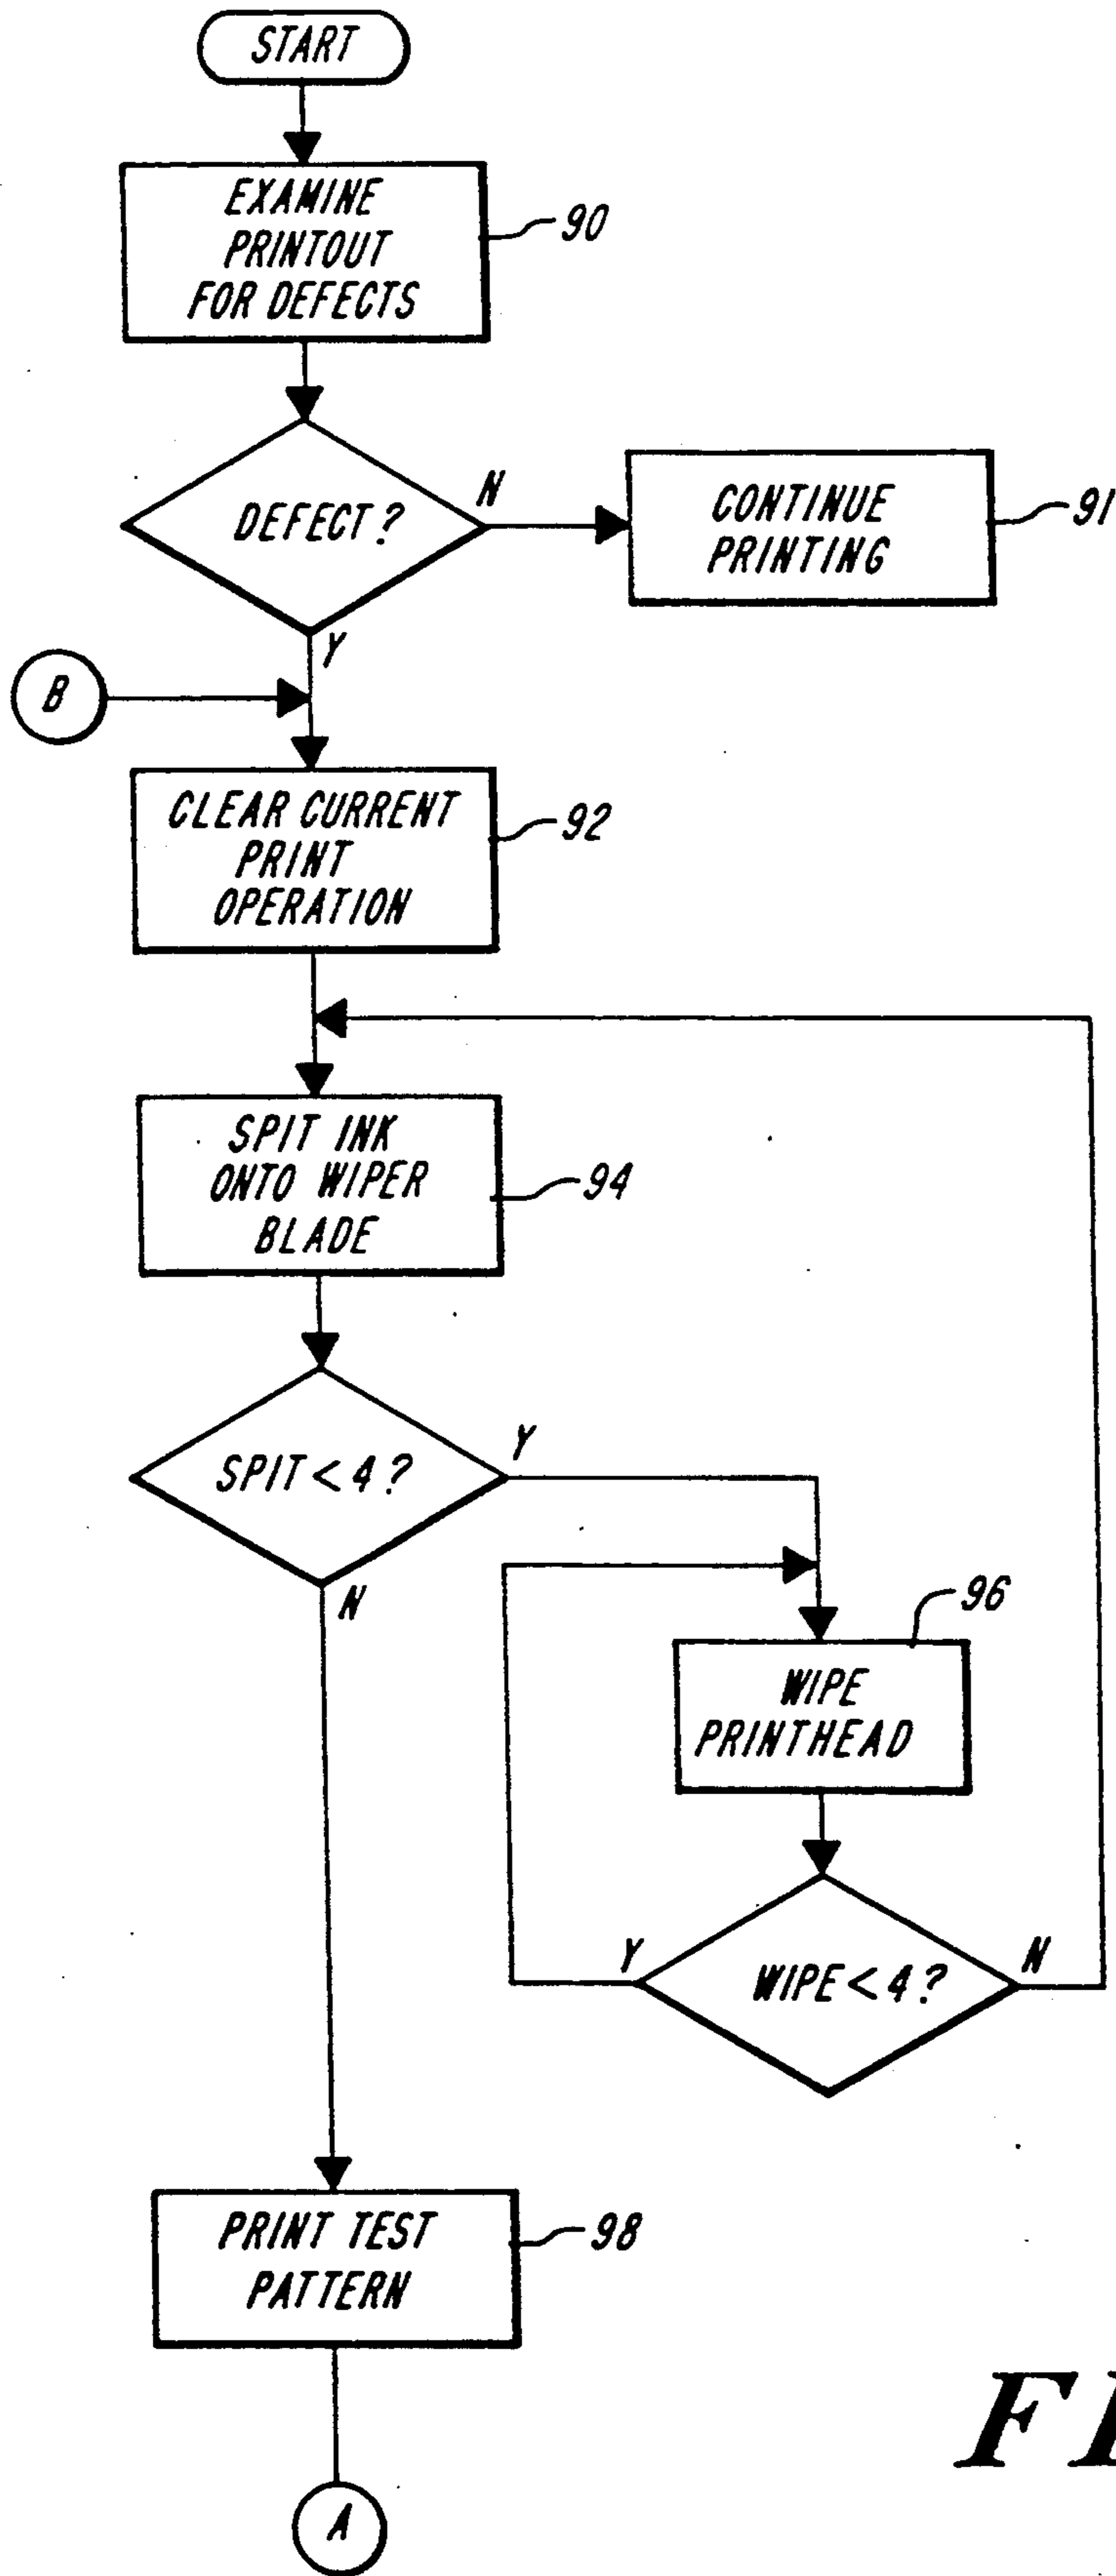 START
EXAMINE
PRINTOUT
FOR DEFECTS
90
DEFECT?
N
CONTINUE
PRINTING
91
Y
B
CLEAR CURRENT
PRINT
OPERATION
92
SPIT INK
ONTO WIPER
BLADE
94
SPIT<4?
Y
N
96
WIPE
PRINTHEAD
Y
WIPE<4?
N
PRINT TEST
PATTERN
98
A